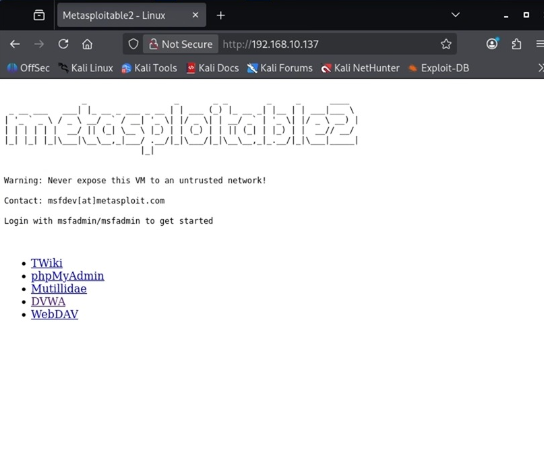 Metasploitable2 - Linux
Not Secure http://192.168.10.137
OffSec Kali Linux Kali Tools Kali Docs Kali Forums Kali NetHunter Exploit-DB
metasploitable2
Warning: Never expose this VM to an untrusted network!
Contact: msfdev[at]metasploit.com
Login with msfadmin/msfadmin to get started
TWiki
phpMyAdmin
Mutillidae
DVWA
WebDAV